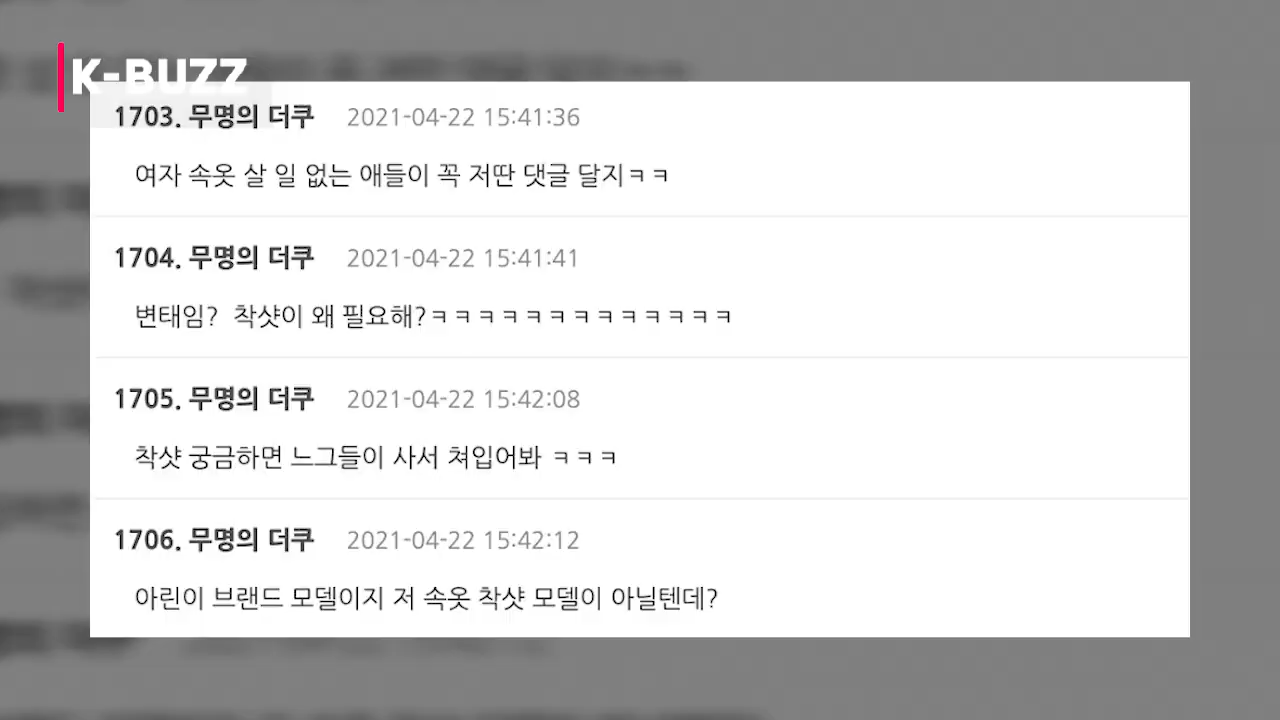 K-BUZZ
1703. 무명의 더쿠 2021-04-22 15:41:36
여자 속옷 살 일 없는 애들이 꼭 저딴 댓글 달지ㅋㅋ
1704. 무명의 더쿠 2021-04-22 15:41:41
변태임? 착샷이 왜 필요해?ㅋㅋㅋㅋㅋㅋㅋㅋㅋㅋㅋㅋㅋ
1705. 무명의 더쿠 2021-04-22 15:42:08
착샷 궁금하면 느그들이 사서 쳐입어봐 ㅋㅋㅋ
1706. 무명의 더쿠 2021-04-22 15:42:12
아린이 브랜드 모델이지 저 속옷 착샷 모델이 아닐텐데?